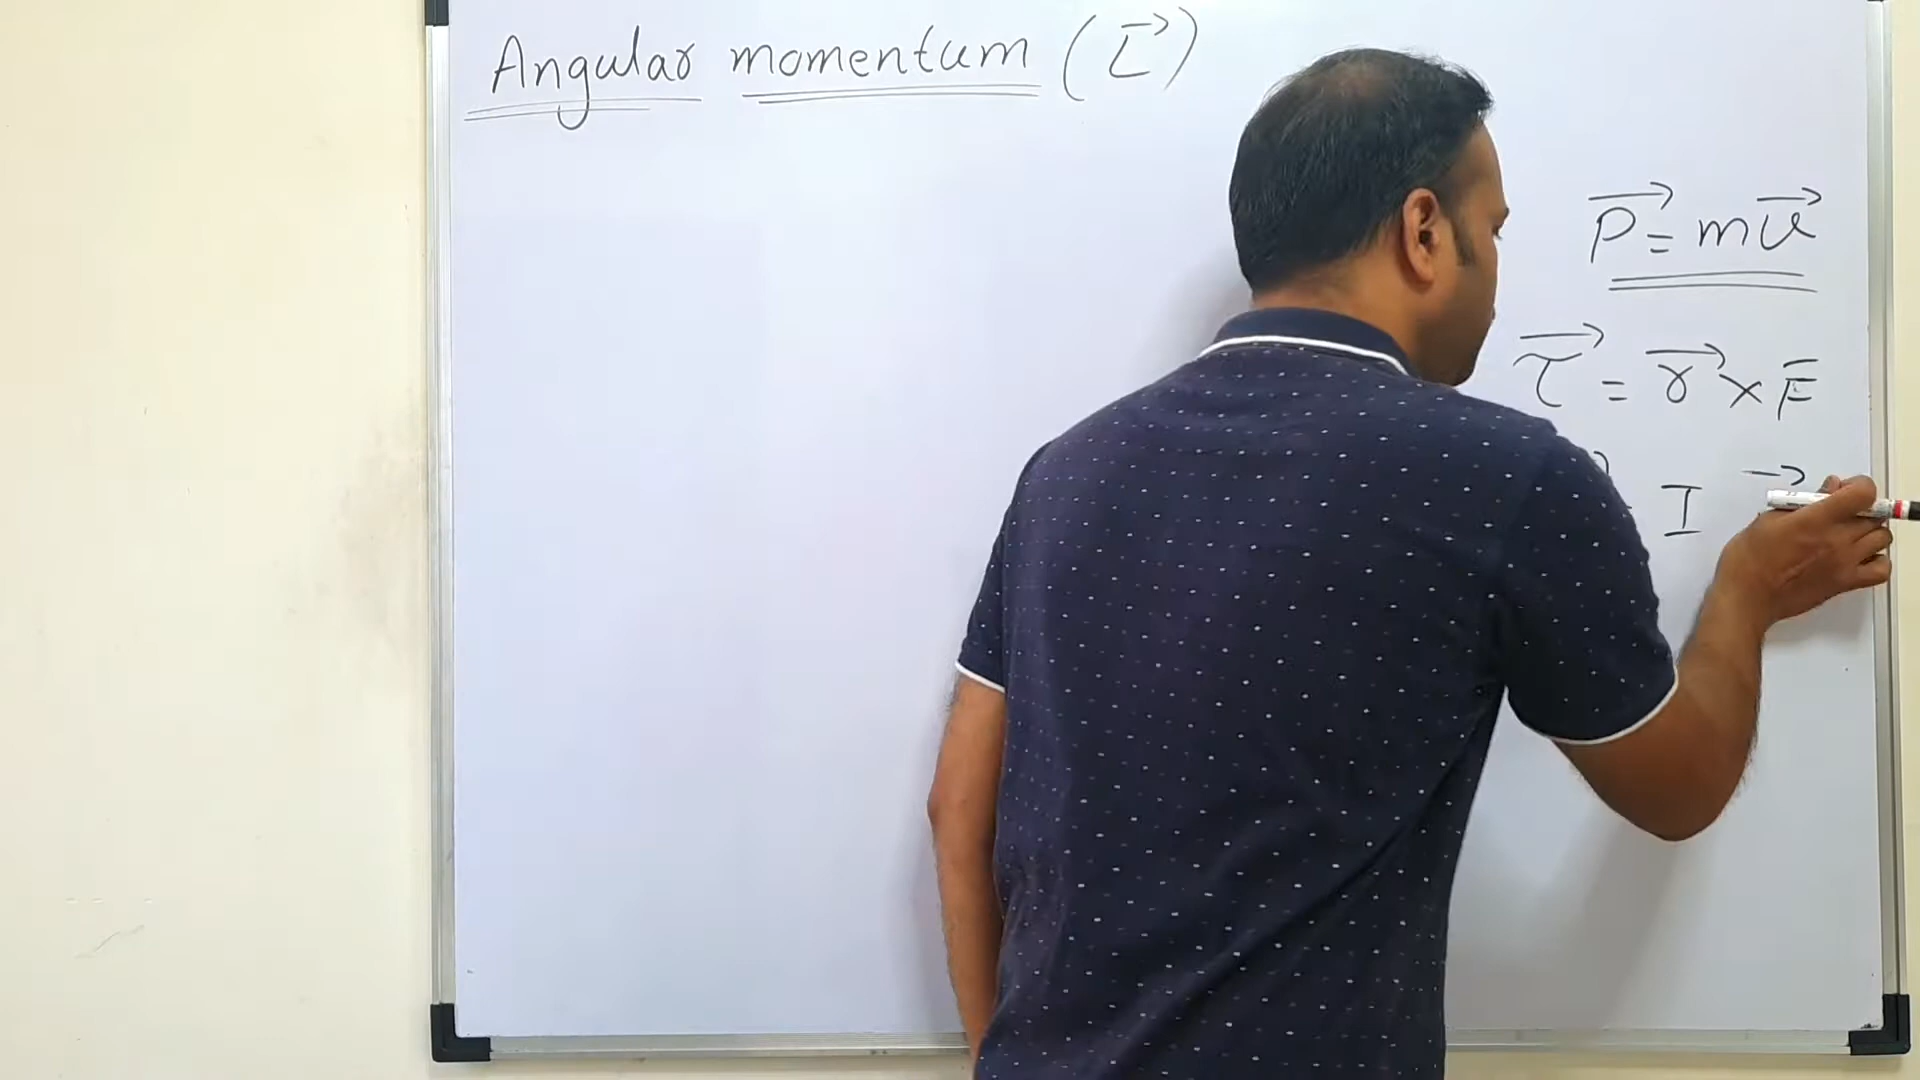 Angular momentum (L⃗)
P⃗ = mv⃗
τ⃗ = r⃗ × F
I →